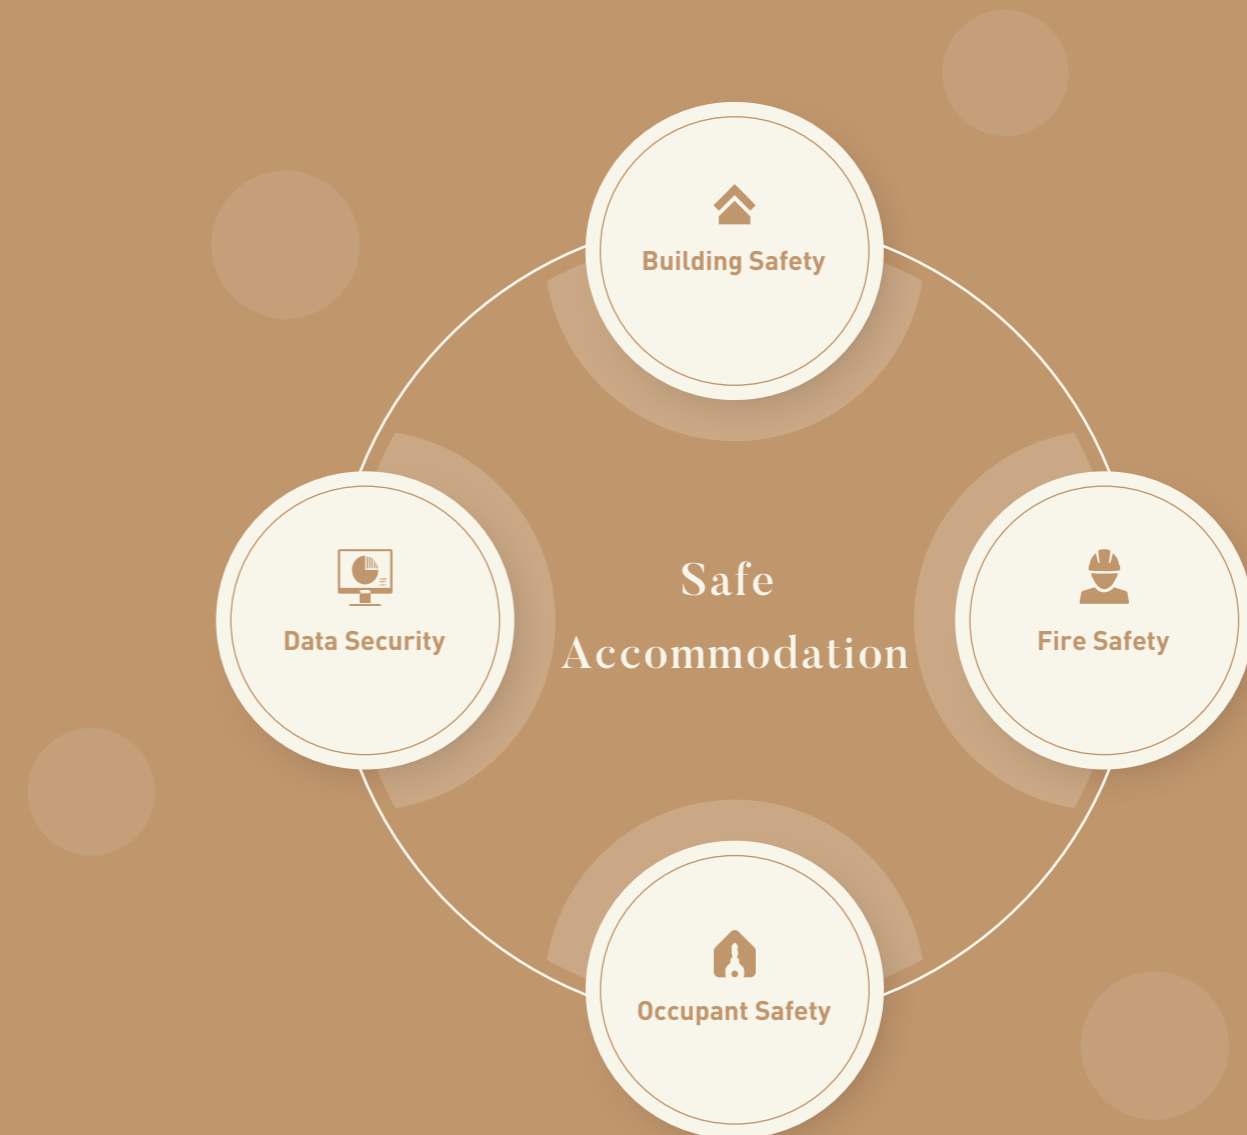 Building Safety
Data Security
Safe
Accommodation
Fire Safety
Occupant Safety